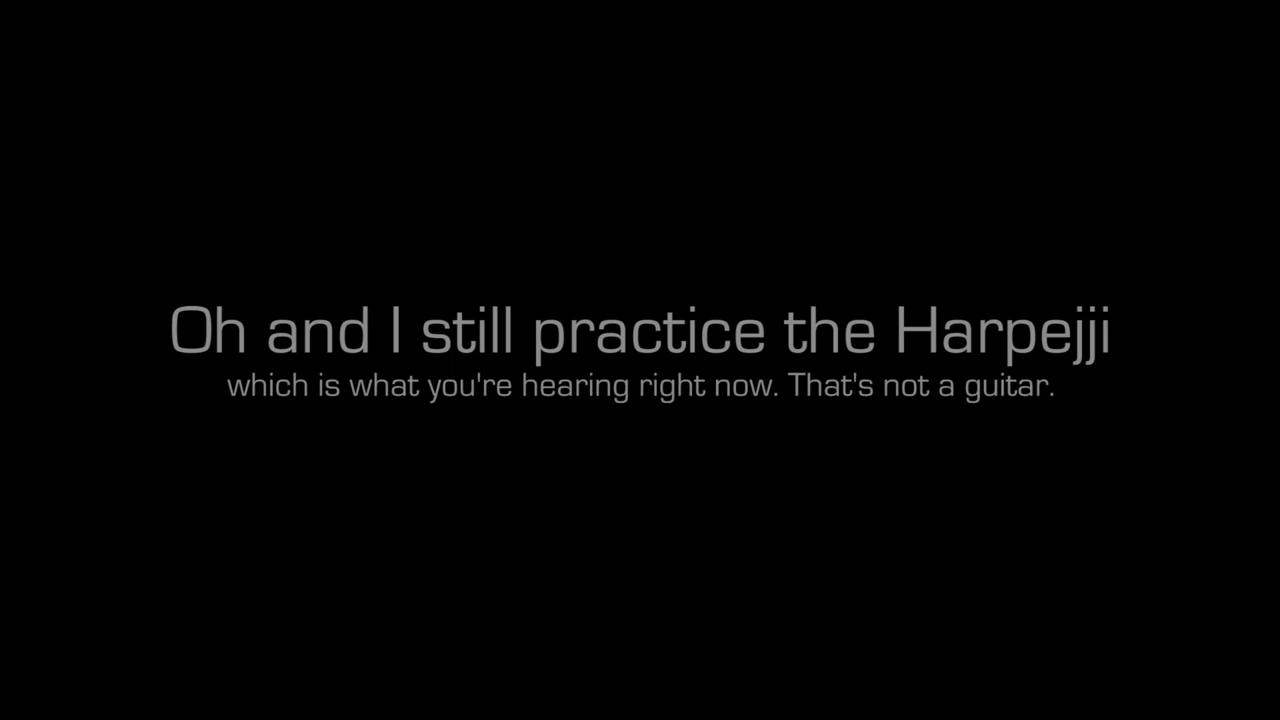 Oh and I still practice the Harpejji
which is what you're hearing right now. That's not a guitar.